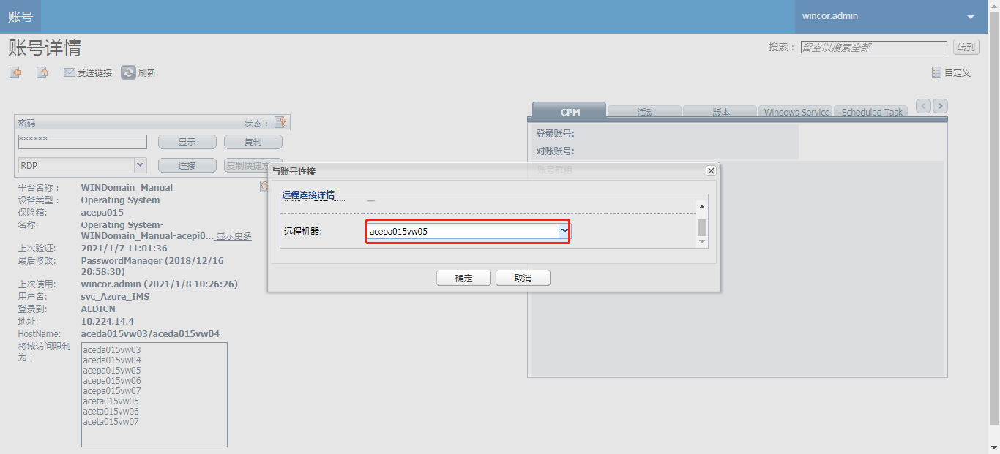 账号
wincor.admin
账号详情
搜索：
留空以搜索全部
转到
发送链接
刷新
自定义
密码
状态：
******
显示
复制
RDP
连接
复制快捷方
平台名称：
WINDomain_Manual
设备类型：
Operating System
保险箱:
acepa015
名称:
Operating System-
WINDomain_Manual-acepi0... 显示更多
上次验证:
2021/1/7 11:01:36
最后修改:
PasswordManager (2018/12/16
20:58:30)
上次使用:
wincor.admin (2021/1/8 10:26:26)
用户名:
svc_Azure_IMS
登录到:
ALDICN
地址:
10.224.14.4
HostName:
aceda015vw03/aceda015vw04
将域访问限制
为：
aceda015vw03
aceda015vw04
acepa015vw05
acepa015vw06
acepa015vw07
aceta015vw05
aceta015vw06
aceta015vw07
CPM
活动
版本
Windows Service
Scheduled Task
登录账号:
对账账号:
账号群组
与账号连接
远程连接详情
远程机器:
acepa015vw05
确定
取消